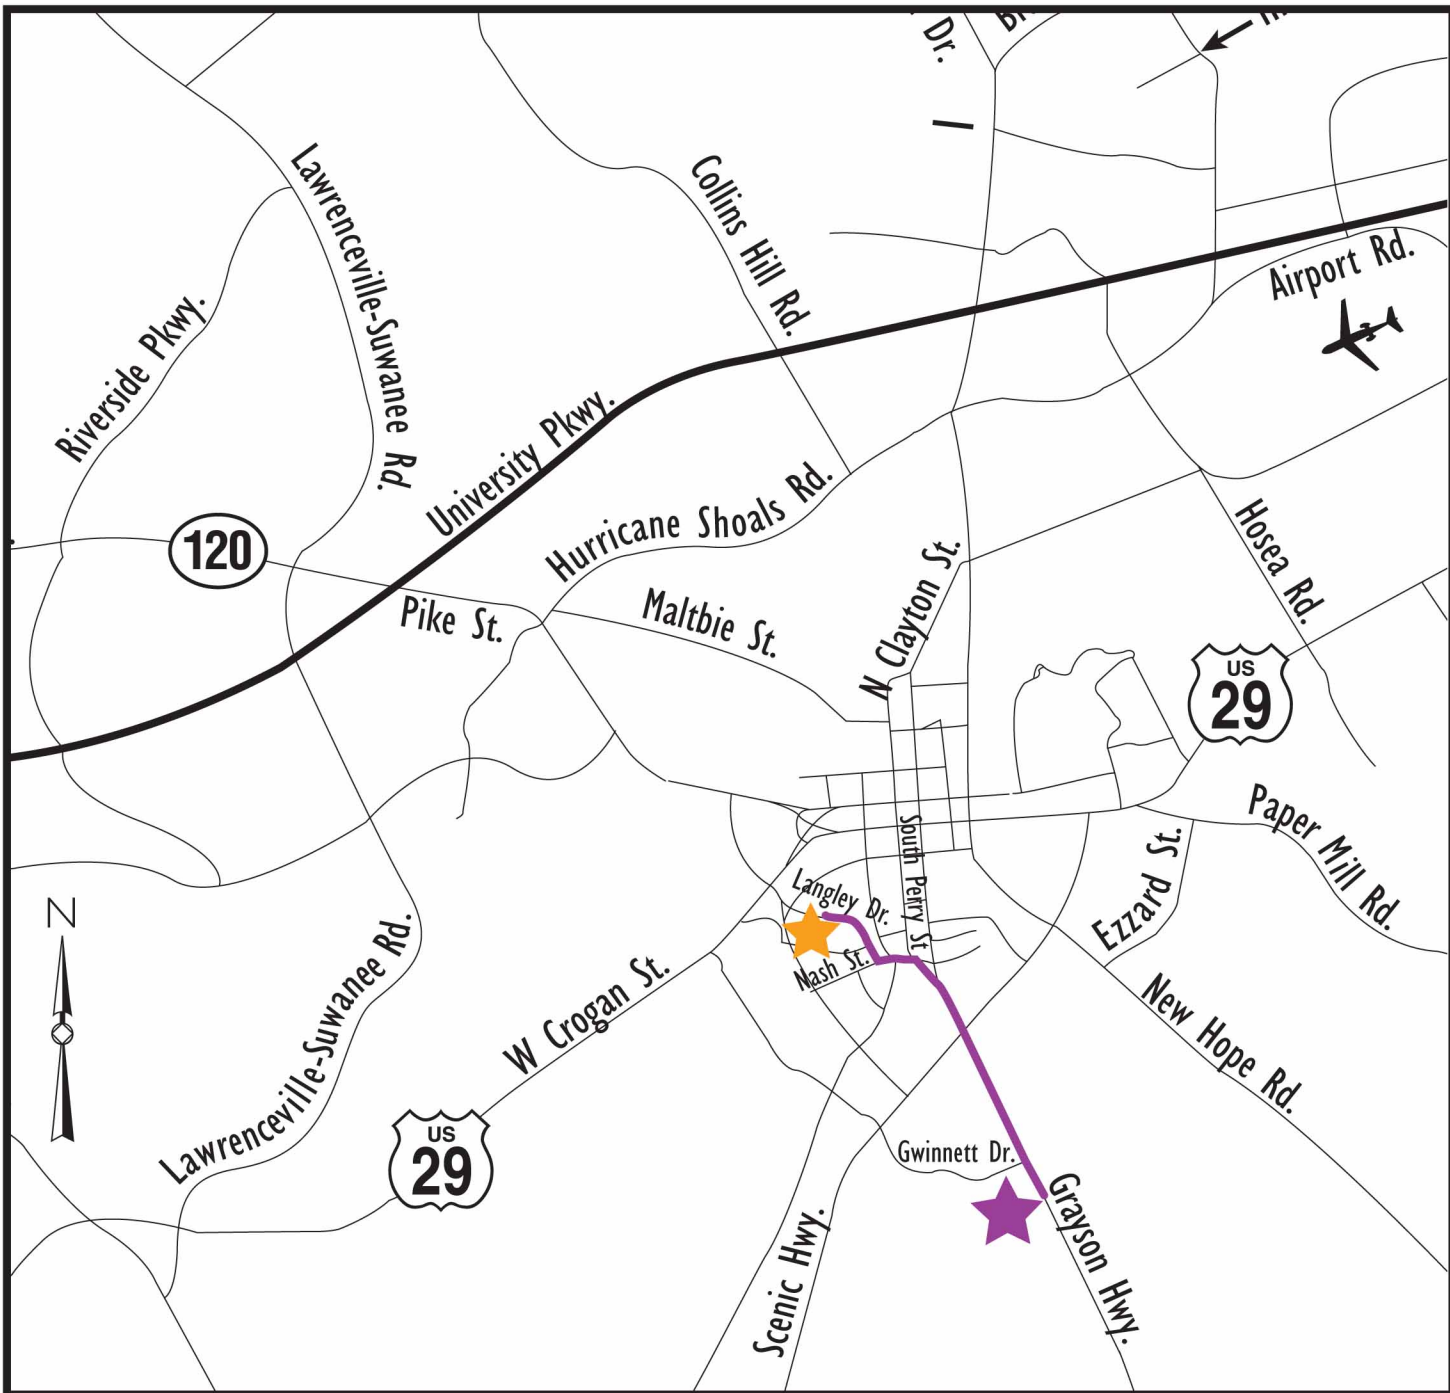 Dr.
Lawrenceville-Suwanee Rd.
Collins Hill Rd.
Airport Rd.
Riverside Pkwy.
University Pkwy.
Hurricane Shoals Rd.
120
Pike St.
Maltbie St.
N Clayton St.
Hosea Rd.
US
29
South Perry St
Paper Mill Rd.
Ezzard St.
Langley Dr.
Nash St.
N
W Crogan St.
Lawrenceville-Suwanee Rd.
New Hope Rd.
US
29
Gwinnett Dr.
Grayson Hwy.
Scenic Hwy.